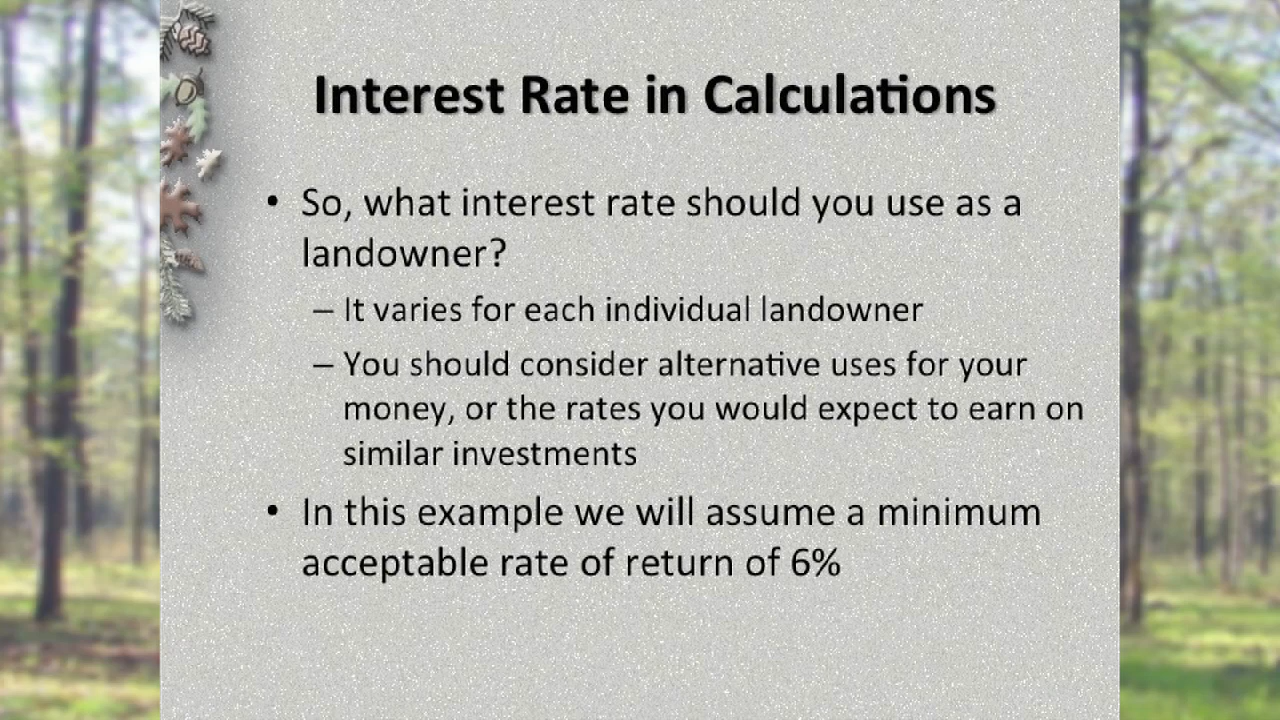 Interest Rate in Calculations
• So, what interest rate should you use as a
landowner?
– It varies for each individual landowner
– You should consider alternative uses for your
money, or the rates you would expect to earn on
similar investments
• In this example we will assume a minimum
acceptable rate of return of 6%